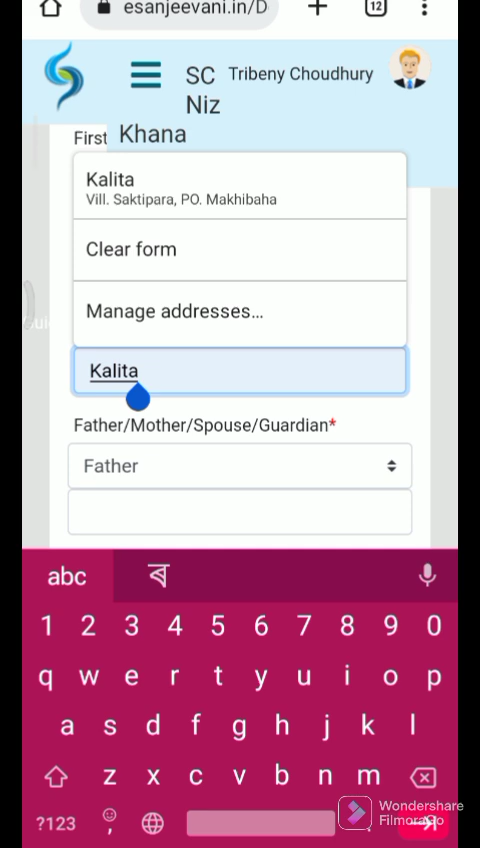 esanjeevani.in/D
12
SC
Niz
Khana
Tribeny Choudhury
First
Kalita
Vill. Saktipara, PO. Makhibaha
Clear form
Manage addresses...
Kalita
Father/Mother/Spouse/Guardian*
Father
abc ব
1 2 3 4 5 6 7 8 9 0
q w e r t y u i o p
a s d f g h j k l
z x c v b n m
?123 ,
Wondershare
Filmorago